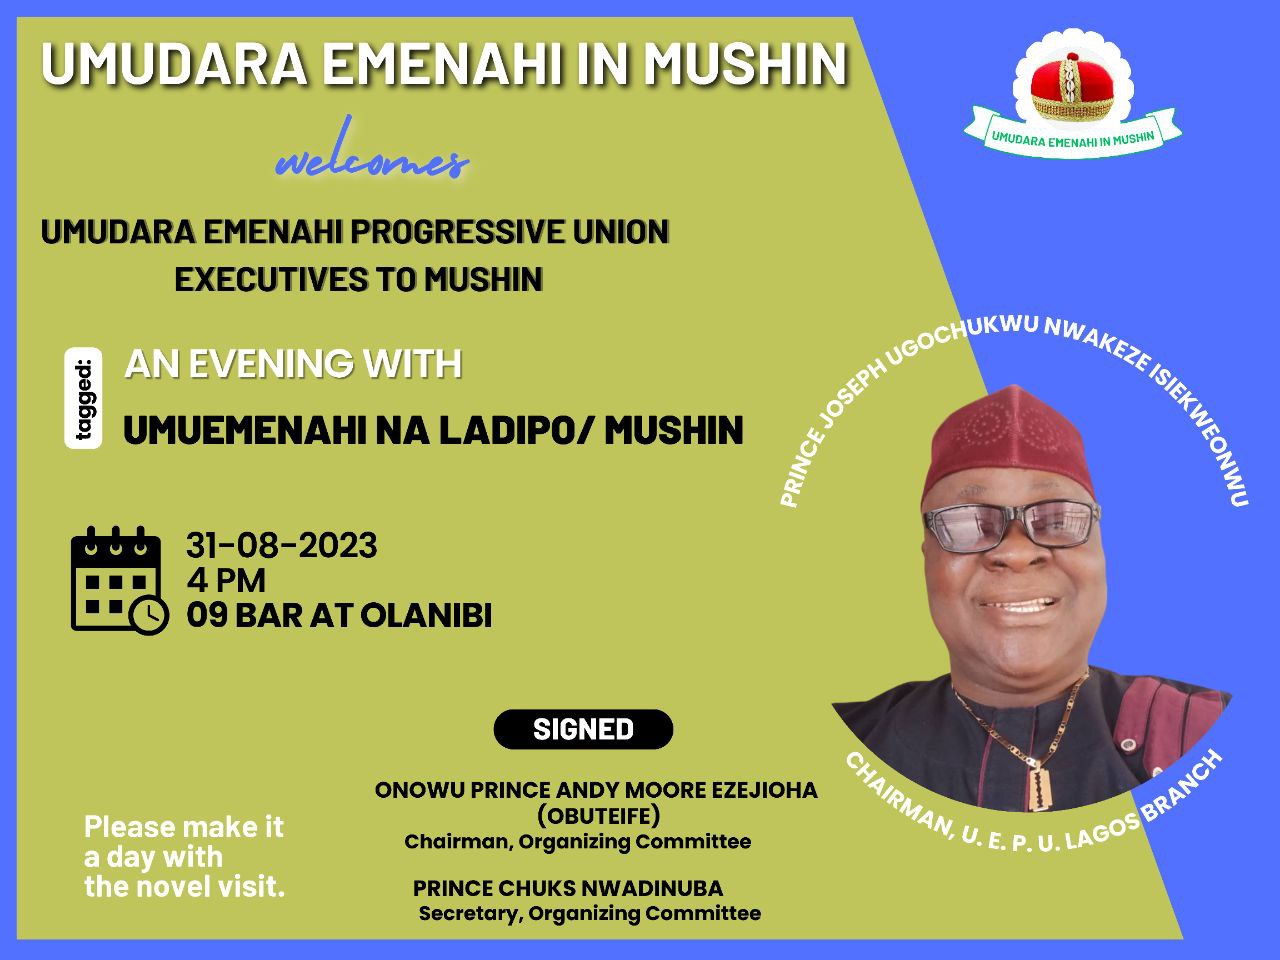 UMUDARA EMENAHI IN MUSHIN
UMUDARA EMENAHI IN MUSHIN
welcomes
UMUDARA EMENAHI PROGRESSIVE UNION
EXECUTIVES TO MUSHIN
tagged:
AN EVENING WITH
UMUEMENAHI NA LADIPO/ MUSHIN
PRINCE JOSEPH UGOCHUKWU NWAKEZE ISIEKWEONWU
CHAIRMAN, U. E. P. U. LAGOS BRANCH
31-08-2023
4 PM
09 BAR AT OLANIBI
SIGNED
ONOWU PRINCE ANDY MOORE EZEJIOHA
(OBUTEIFE)
Chairman, Organizing Committee
PRINCE CHUKS NWADINUBA
Secretary, Organizing Committee
Please make it
a day with
the novel visit.